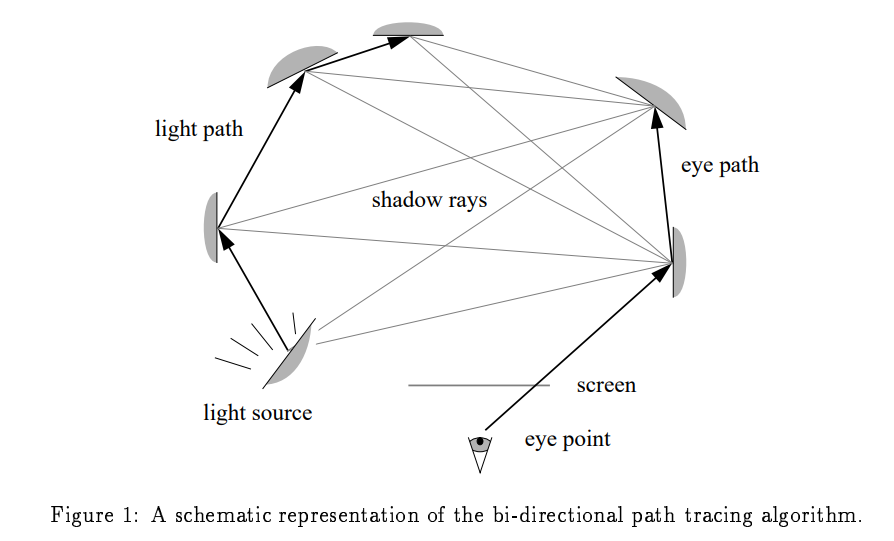 light path
eye path
shadow rays
screen
light source
eye point
Figure 1: A schematic representation of the bi-directional path tracing algorithm.